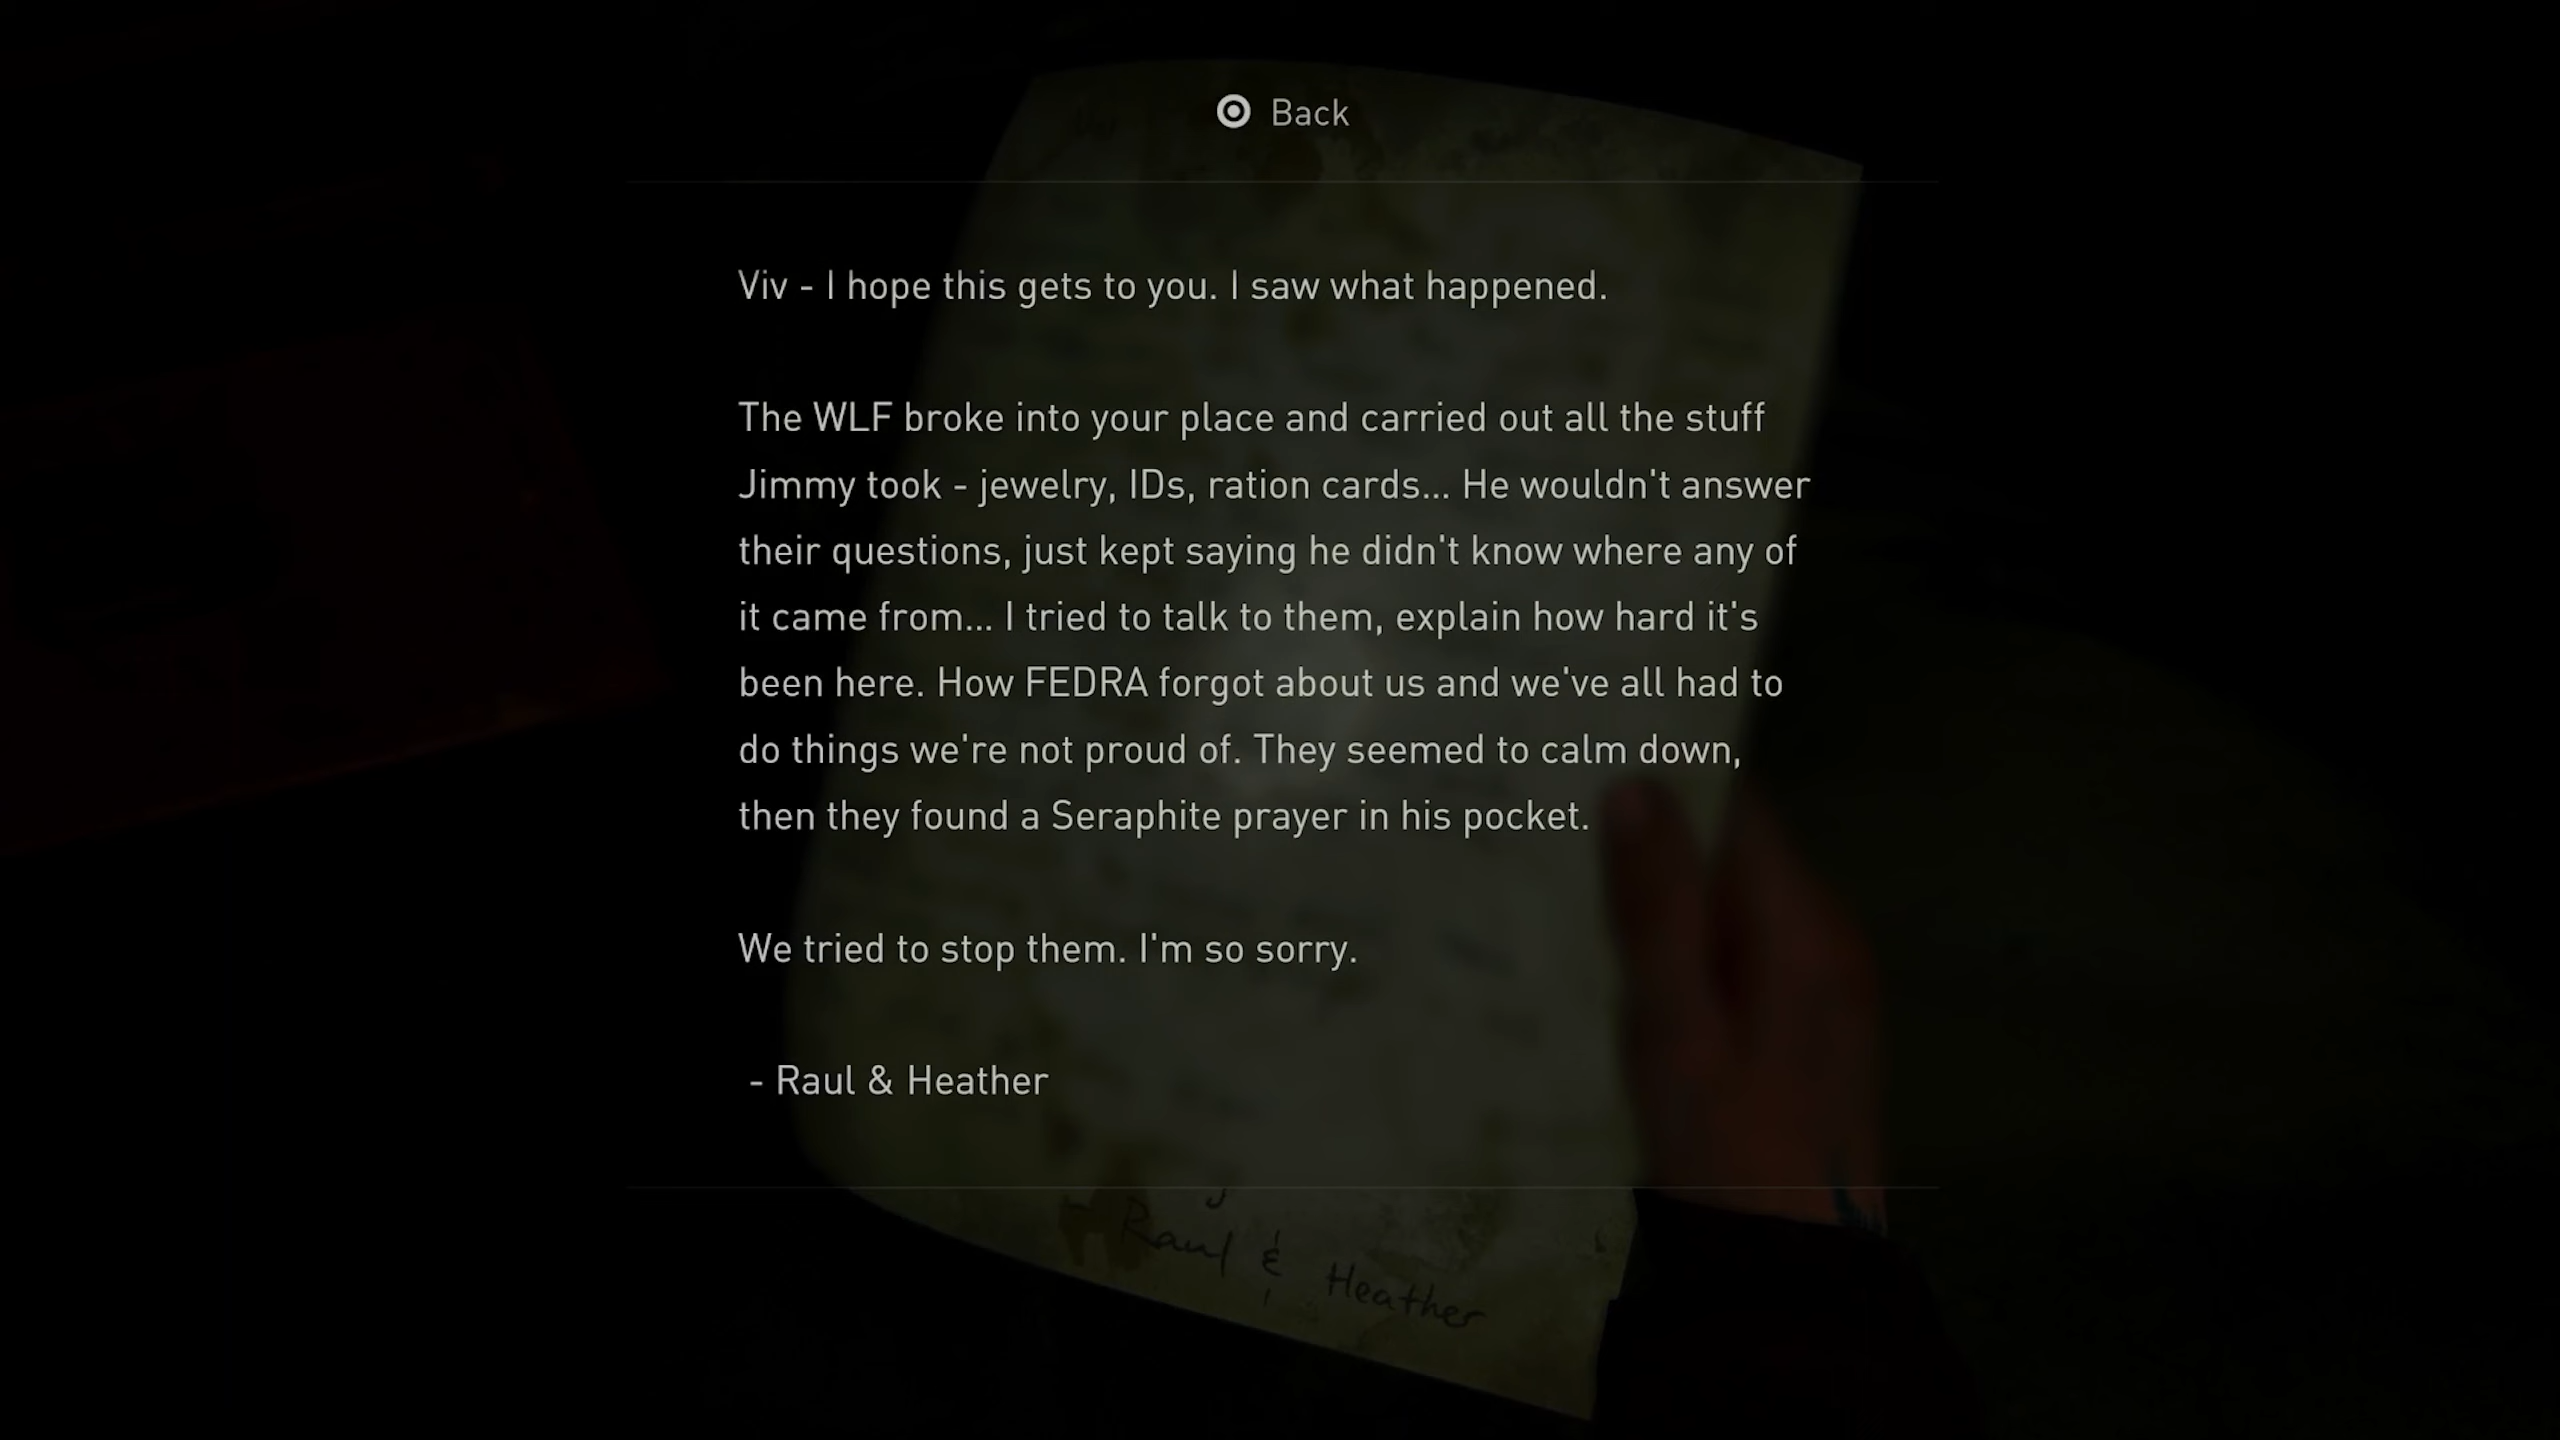 Back
Viv - I hope this gets to you. I saw what happened.
The WLF broke into your place and carried out all the stuff
Jimmy took - jewelry, IDs, ration cards... He wouldn't answer
their questions, just kept saying he didn't know where any of
it came from... I tried to talk to them, explain how hard it's
been here. How FEDRA forgot about us and we've all had to
do things we're not proud of. They seemed to calm down,
then they found a Seraphite prayer in his pocket.
We tried to stop them. I'm so sorry.
- Raul & Heather
Raul & Heather